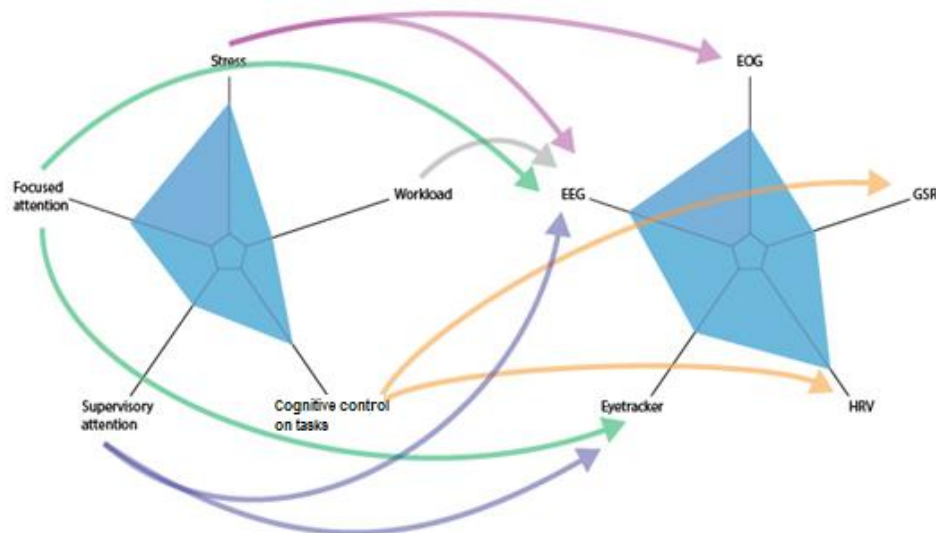 Stress
EOG
Focused
attention
Workload
EEG
GSR
Supervisory
attention
Cognitive control
on tasks
Eyetracker
HRV